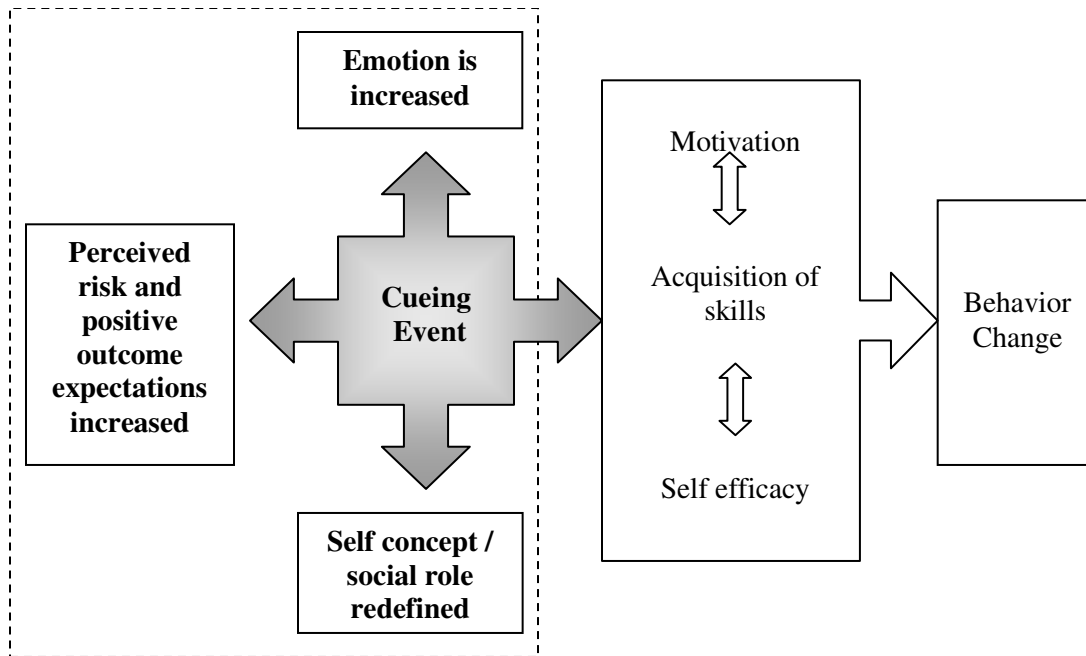 Emotion is
increased
Perceived
risk and
positive
outcome
expectations
increased
Cueing
Event
Self concept /
social role
redefined
Motivation
Acquisition of
skills
Self efficacy
Behavior
Change